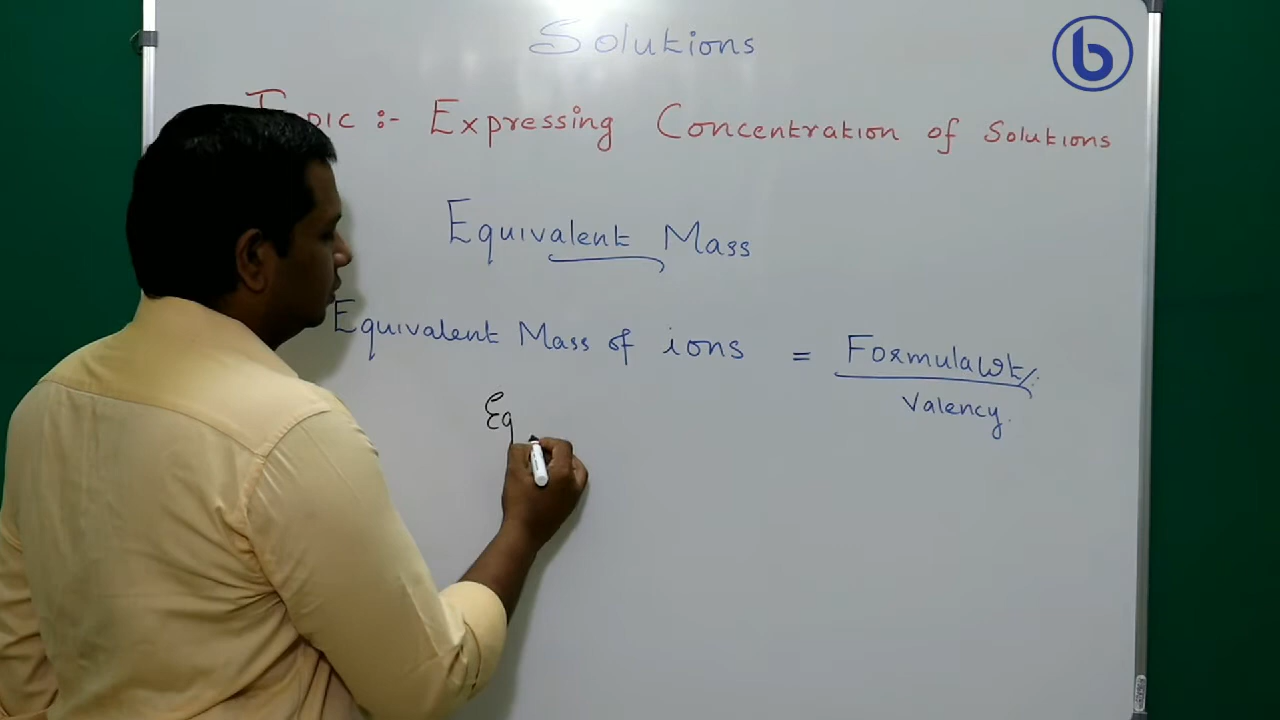 Solutions
b
Topic :- Expressing Concentration of Solutions
Equivalent Mass
Equivalent Mass of ions = Formula wt/
Valency.
Eq